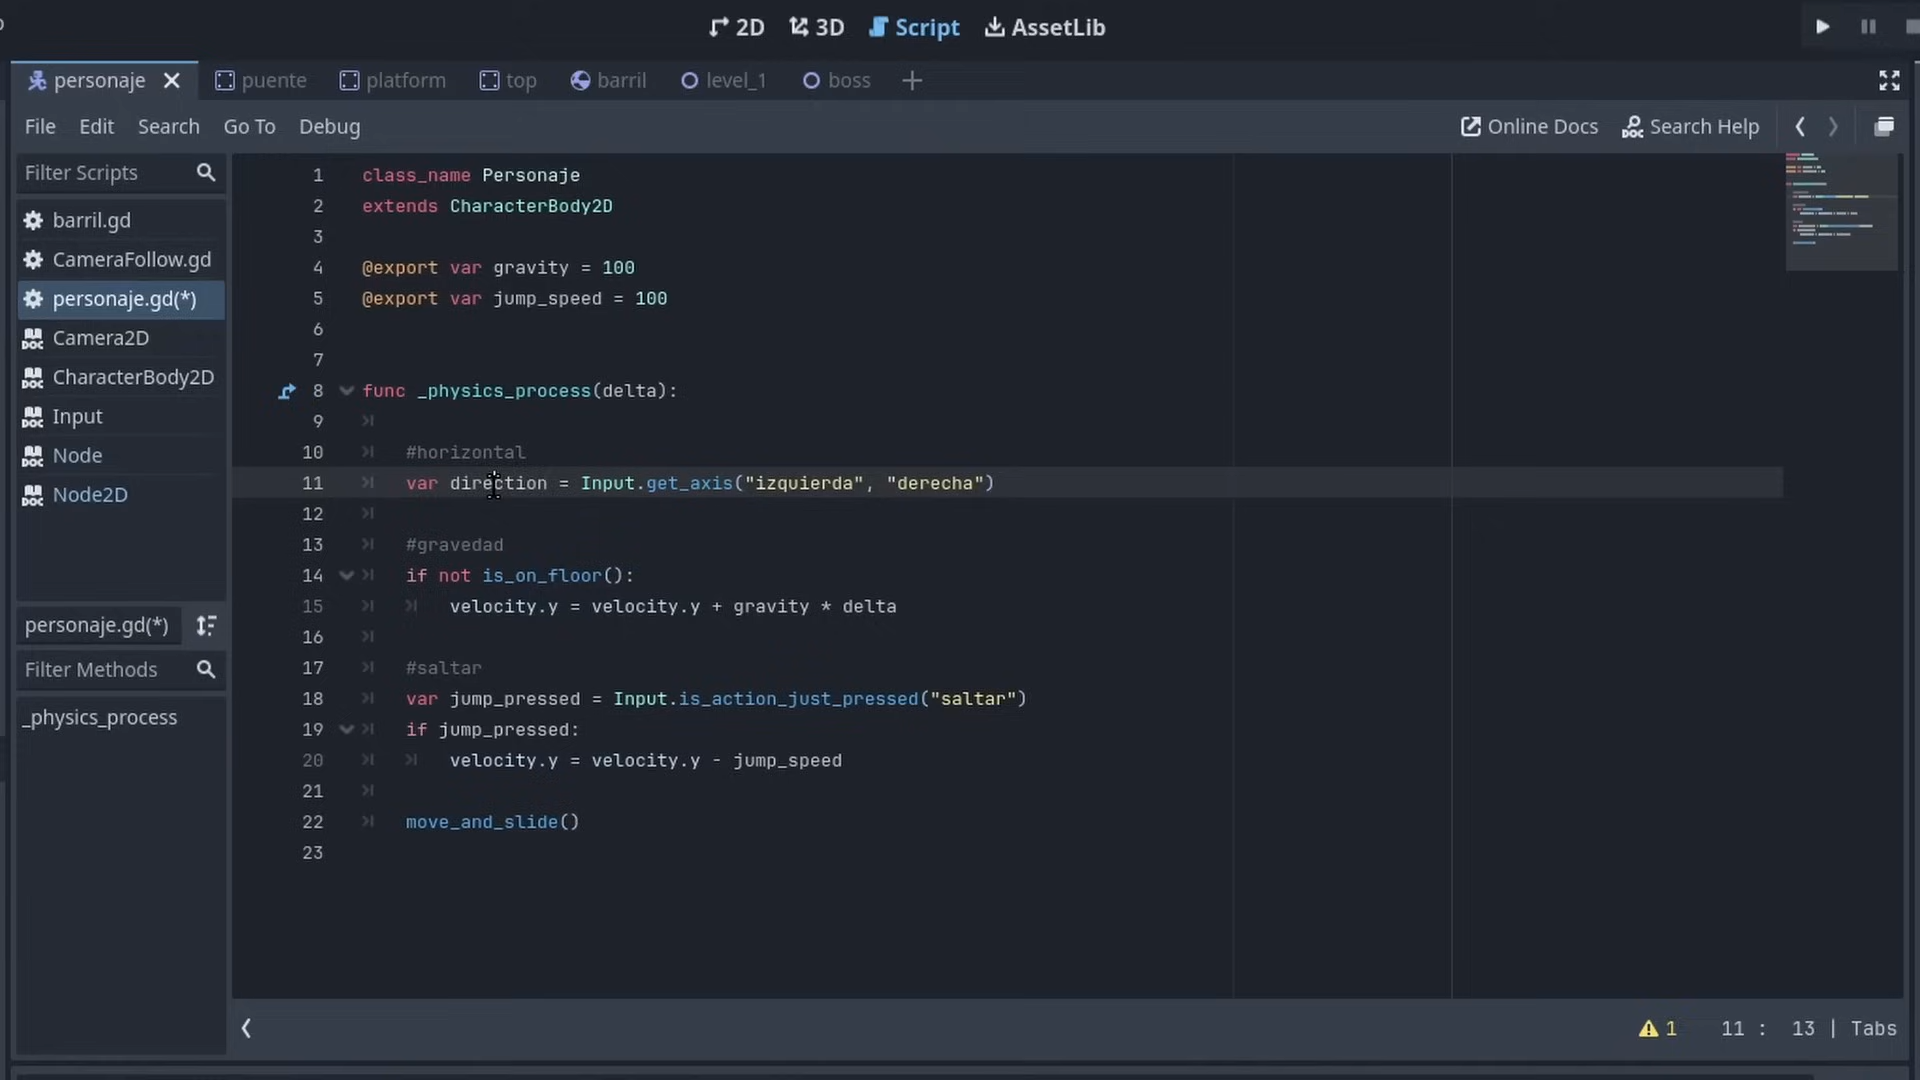 2D 3D Script AssetLib
personaje puente platform top barril level_1 boss
File Edit Search Go To Debug Online Docs Search Help
Filter Scripts
barril.gd
CameraFollow.gd
personaje.gd(*)
Camera2D
CharacterBody2D
Input
Node
Node2D
personaje.gd(*)
Filter Methods
_physics_process
1 class_name Personaje
2 extends CharacterBody2D
3
4 @export var gravity = 100
5 @export var jump_speed = 100
6
7
8 func _physics_process(delta):
9
10 #horizontal
11 var direction = Input.get_axis("izquierda", "derecha")
12
13 #gravedad
14 if not is_on_floor():
15 velocity.y = velocity.y + gravity * delta
16
17 #saltar
18 var jump_pressed = Input.is_action_just_pressed("saltar")
19 if jump_pressed:
20 velocity.y = velocity.y - jump_speed
21
22 move_and_slide()
23
1 11 : 13 | Tabs